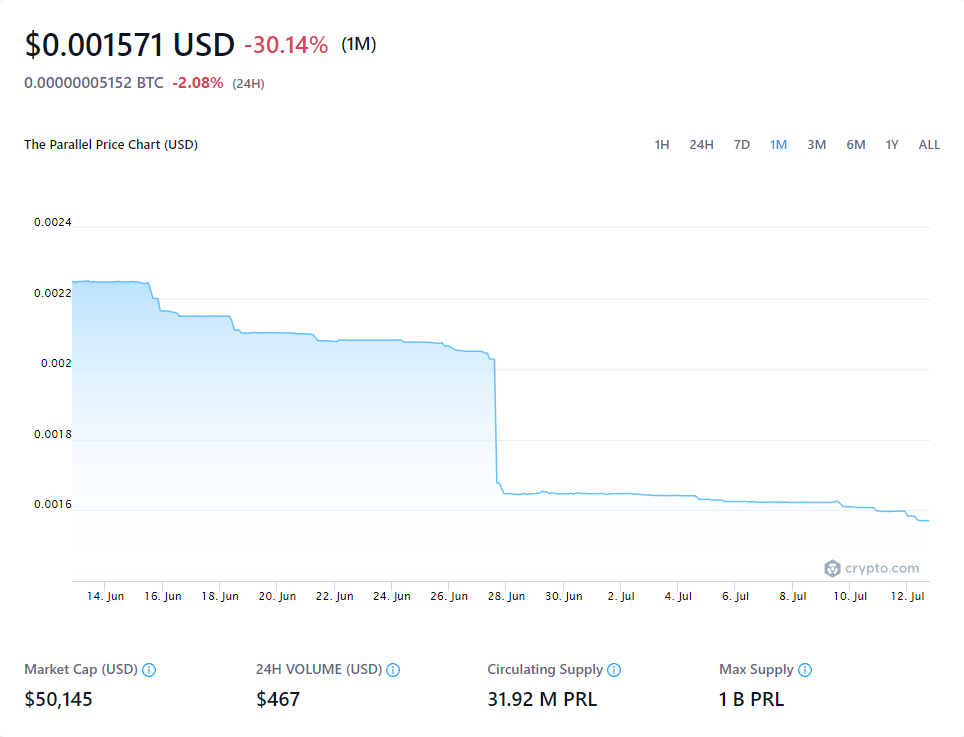 $0.001571 USD -30.14% (1M)
0.00000005152 BTC -2.08% (24H)
The Parallel Price Chart (USD) 1H 24H 7D 1M 3M 6M 1Y ALL
0.0024
0.0022
0.002
0.0018
0.0016
crypto.com
14. Jun 16. Jun 18. Jun 20. Jun 22. Jun 24. Jun 26. Jun 28. Jun 30. Jun 2. Jul 4. Jul 6. Jul 8. Jul 10. Jul 12. Jul
Market Cap (USD) 24H VOLUME (USD) Circulating Supply Max Supply
$50,145 $467 31.92 M PRL 1 B PRL